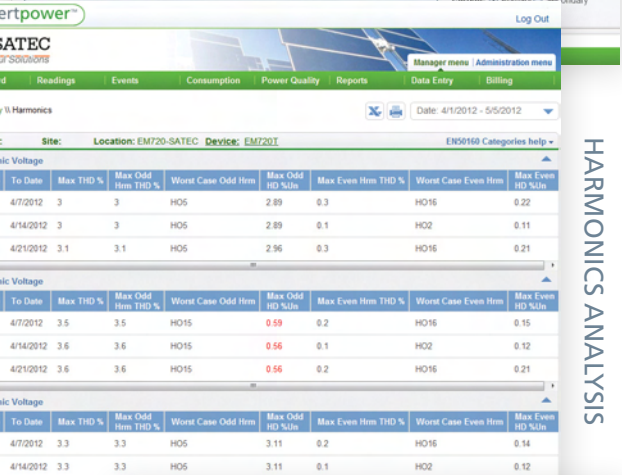 ertpower™
Log Out
SATEC
Manager menu | Administration menu
Readings Events Consumption Power Quality Reports Data Entry Billing
\\ Harmonics
Date: 4/1/2012 - 5/5/2012
Site: Location: EM720-SATEC Device: EM720T EN50160 Categories help
nic Voltage
To Date Max THD % Max Odd Hrm THD % Worst Case Odd Hrm Max Odd HD %Un Max Even Hrm THD % Worst Case Even Hrm Max Even HD %Un
4/7/2012 3 3 HO5 2.89 0.3 HO16 0.22
4/14/2012 3 3 HO5 2.89 0.1 HO2 0.11
4/21/2012 3.1 3.1 HO5 2.96 0.3 HO16 0.21
nic Voltage
To Date Max THD % Max Odd Hrm THD % Worst Case Odd Hrm Max Odd HD %Un Max Even Hrm THD % Worst Case Even Hrm Max Even HD %Un
4/7/2012 3.5 3.5 HO15 0.59 0.2 HO16 0.15
4/14/2012 3.6 3.6 HO15 0.56 0.1 HO2 0.12
4/21/2012 3.6 3.6 HO15 0.56 0.2 HO16 0.21
nic Voltage
To Date Max THD % Max Odd Hrm THD % Worst Case Odd Hrm Max Odd HD %Un Max Even Hrm THD % Worst Case Even Hrm Max Even HD %Un
4/7/2012 3.3 3.3 HO5 3.11 0.2 HO16 0.14
4/14/2012 3.3 3.3 HO5 3.11 0.1 HO2 0.12
HARMONICS ANALYSIS